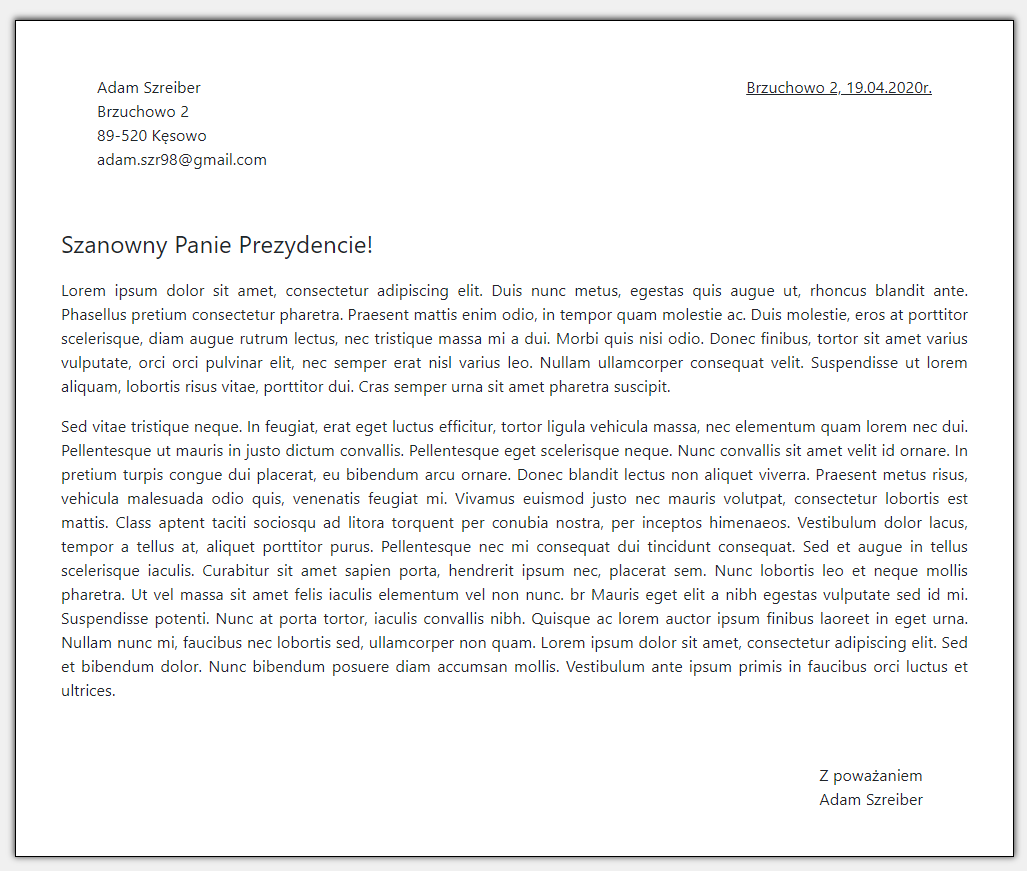 Adam Szreiber
Brzuchowo 2, 19.04.2020r.
Brzuchowo 2
89-520 Kęsowo
adam.szr98@gmail.com
Szanowny Panie Prezydencie!
Lorem ipsum dolor sit amet, consectetur adipiscing elit. Duis nunc metus, egestas quis augue ut, rhoncus blandit ante.
Phasellus pretium consectetur pharetra. Praesent mattis enim odio, in tempor quam molestie ac. Duis molestie, eros at porttitor
scelerisque, diam augue rutrum lectus, nec tristique massa mi a dui. Morbi quis nisi odio. Donec finibus, tortor sit amet varius
vulputate, orci orci pulvinar elit, nec semper erat nisl varius leo. Nullam ullamcorper consequat velit. Suspendisse ut lorem
aliquam, lobortis risus vitae, porttitor dui. Cras semper urna sit amet pharetra suscipit.
Sed vitae tristique neque. In feugiat, erat eget luctus efficitur, tortor ligula vehicula massa, nec elementum quam lorem nec dui.
Pellentesque ut mauris in justo dictum convallis. Pellentesque eget scelerisque neque. Nunc convallis sit amet velit id ornare. In
pretium turpis congue dui placerat, eu bibendum arcu ornare. Donec blandit lectus non aliquet viverra. Praesent metus risus,
vehicula malesuada odio quis, venenatis feugiat mi. Vivamus euismod justo nec mauris volutpat, consectetur lobortis est
mattis. Class aptent taciti sociosqu ad litora torquent per conubia nostra, per inceptos himenaeos. Vestibulum dolor lacus,
tempor a tellus at, aliquet porttitor purus. Pellentesque nec mi consequat dui tincidunt consequat. Sed et augue in tellus
scelerisque iaculis. Curabitur sit amet sapien porta, hendrerit ipsum nec, placerat sem. Nunc lobortis leo et neque mollis
pharetra. Ut vel massa sit amet felis iaculis elementum vel non nunc. br Mauris eget elit a nibh egestas vulputate sed id mi.
Suspendisse potenti. Nunc at porta tortor, iaculis convallis nibh. Quisque ac lorem auctor ipsum finibus laoreet in eget urna.
Nullam nunc mi, faucibus nec lobortis sed, ullamcorper non quam. Lorem ipsum dolor sit amet, consectetur adipiscing elit. Sed
et bibendum dolor. Nunc bibendum posuere diam accumsan mollis. Vestibulum ante ipsum primis in faucibus orci luctus et
ultrices.
Z poważaniem
Adam Szreiber